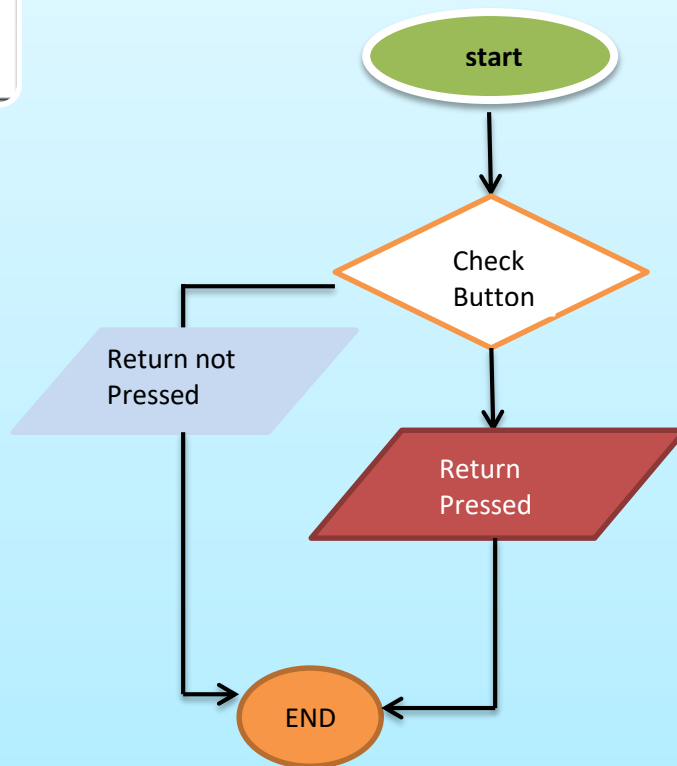 start
Check
Button
Return not
Pressed
Return
Pressed
END